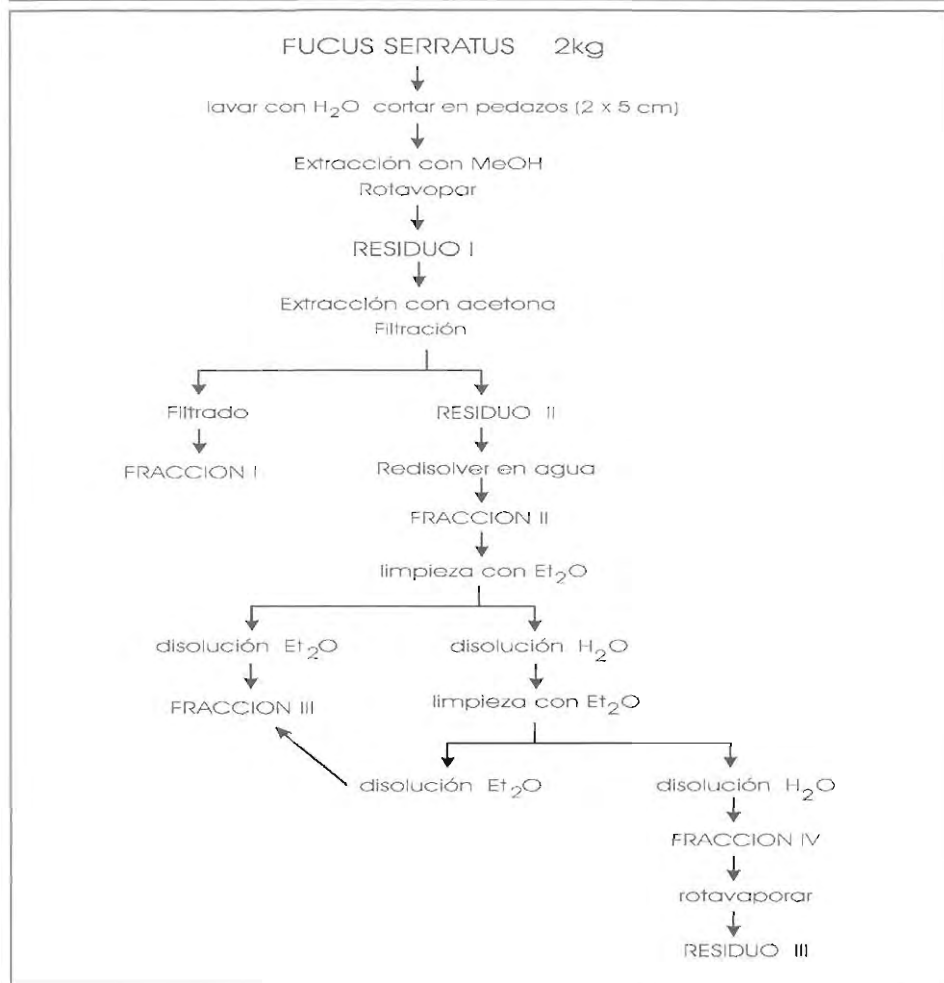 FUCUS SERRATUS 2kg
lavar con H₂O cortar en pedazos (2 x 5 cm)
Extracción con MeOH
Rotavopar
RESIDUO I
Extracción con acetona
Filtración
Filtrado
RESIDUO II
FRACCION I
Redisolver en agua
FRACCION II
limpieza con Et₂O
disolución Et₂O
disolución H₂O
FRACCION III
limpieza con Et₂O
disolución Et₂O
disolución H₂O
FRACCION IV
rotavaporar
RESIDUO III